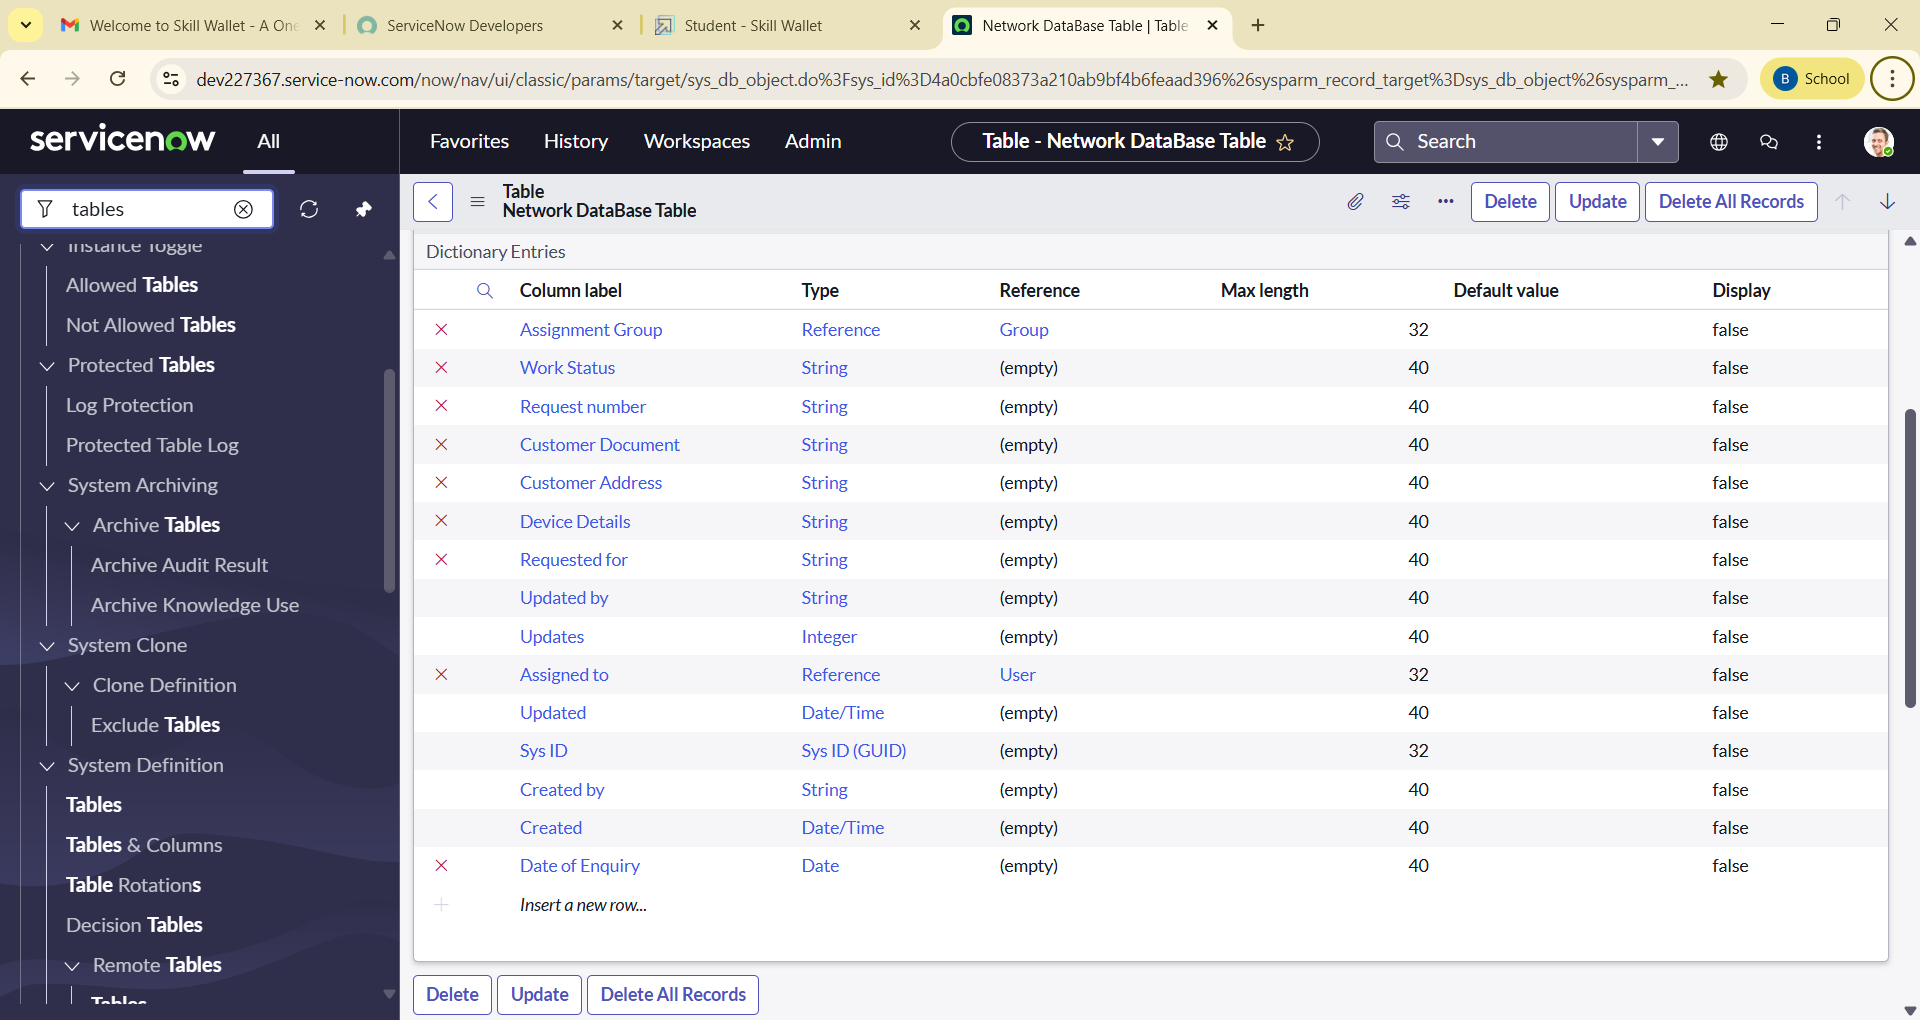 Welcome to Skill Wallet - A One
ServiceNow Developers
Student - Skill Wallet
Network DataBase Table | Table
dev227367.service-now.com/now/nav/ui/classic/params/target/sys_db_object.do%3Fsys_id%3D4a0cbfe08373a210ab9bf4b6feaad396%26sysparm_record_target%3Dsys_db_object%26sysparm_...
B School
servicenow
All
Favorites
History
Workspaces
Admin
Table - Network DataBase Table
Search
tables
Instance Toggle
Allowed Tables
Not Allowed Tables
Protected Tables
Log Protection
Protected Table Log
System Archiving
Archive Tables
Archive Audit Result
Archive Knowledge Use
System Clone
Clone Definition
Exclude Tables
System Definition
Tables
Tables & Columns
Table Rotations
Decision Tables
Remote Tables
Tables
Table
Network DataBase Table
Delete Update Delete All Records
Dictionary Entries
Column label Type Reference Max length Default value Display
Assignment Group Reference Group 32 false
Work Status String (empty) 40 false
Request number String (empty) 40 false
Customer Document String (empty) 40 false
Customer Address String (empty) 40 false
Device Details String (empty) 40 false
Requested for String (empty) 40 false
Updated by String (empty) 40 false
Updates Integer (empty) 40 false
Assigned to Reference User 32 false
Updated Date/Time (empty) 40 false
Sys ID Sys ID (GUID) (empty) 32 false
Created by String (empty) 40 false
Created Date/Time (empty) 40 false
Date of Enquiry Date (empty) 40 false
Insert a new row...
Delete Update Delete All Records